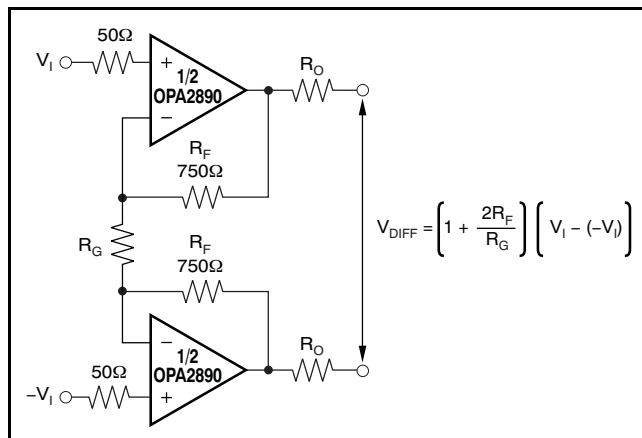 50Ω
V_I
+
1/2
OPA2890
−
R_O
R_F
750Ω
R_G
V_DIFF = (1 + 2R_F/R_G) (V_I − (−V_I))
R_F
750Ω
−
1/2
OPA2890
+
R_O
50Ω
−V_I